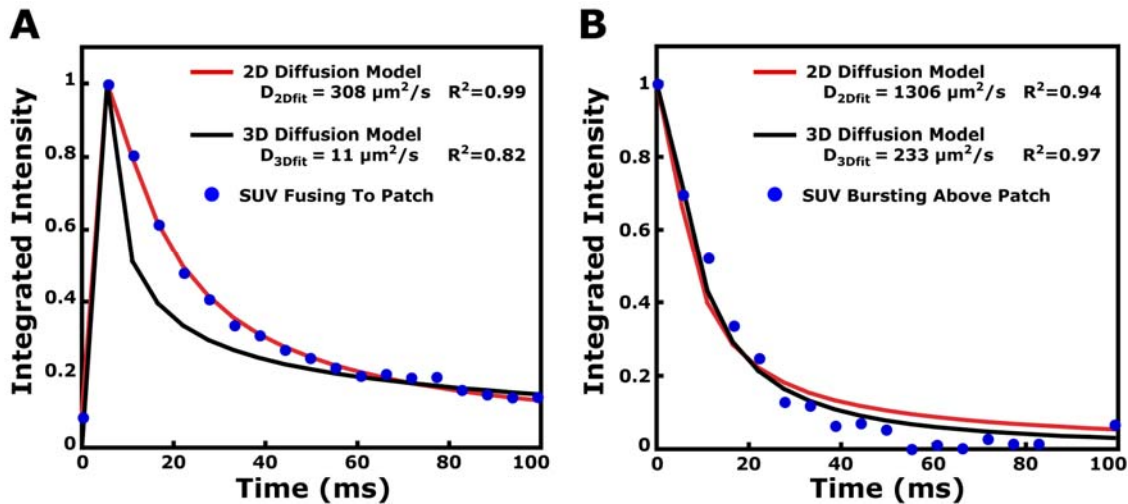 A
Integrated Intensity
1
0.8
0.6
0.4
0.2
0
2D Diffusion Model
D2Dfit = 308 μm²/s R²=0.99
3D Diffusion Model
D3Dfit = 11 μm²/s R²=0.82
SUV Fusing To Patch
0 20 40 60 80 100
Time (ms)
B
Integrated Intensity
1
0.8
0.6
0.4
0.2
0
2D Diffusion Model
D2Dfit = 1306 μm²/s R²=0.94
3D Diffusion Model
D3Dfit = 233 μm²/s R²=0.97
SUV Bursting Above Patch
0 20 40 60 80 100
Time (ms)